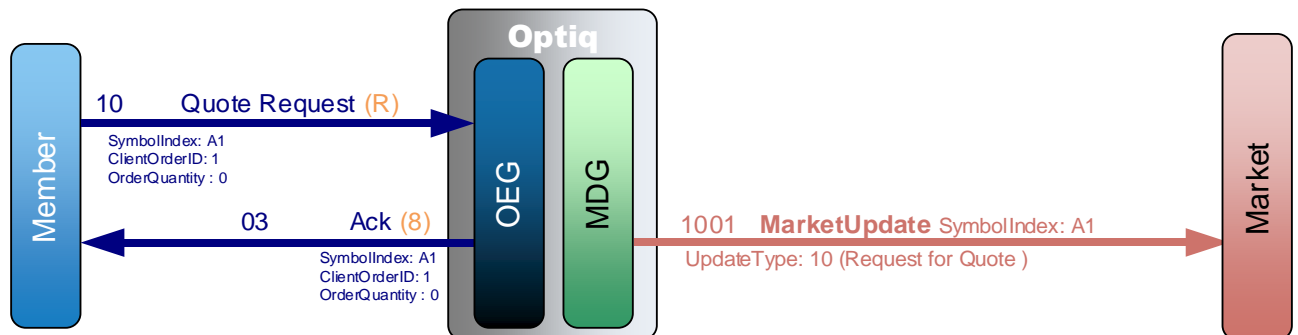 Optiq
Member
10 Quote Request (R)
SymbolIndex: A1
ClientOrderID: 1
OrderQuantity : 0
03 Ack (8)
SymbolIndex: A1
ClientOrderID: 1
OrderQuantity : 0
OEG
MDG
1001 MarketUpdate SymbolIndex: A1
UpdateType: 10 (Request for Quote )
Market